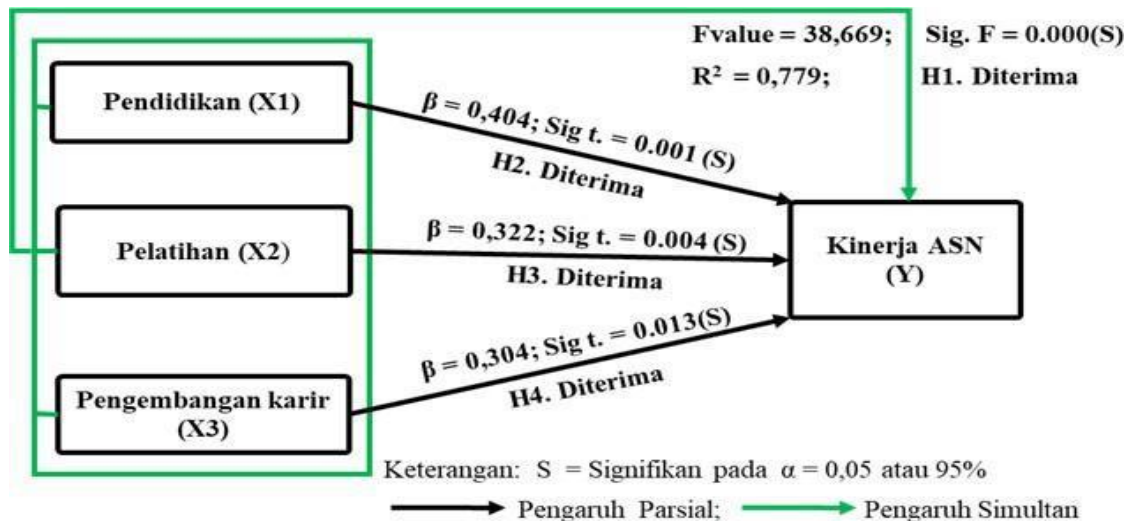 Fvalue = 38,669; Sig. F = 0.000(S)
R² = 0,779; H1. Diterima
Pendidikan (X1)
β = 0,404; Sig t. = 0.001 (S)
H2. Diterima
Pelatihan (X2)
β = 0,322; Sig t. = 0.004 (S)
H3. Diterima
Kinerja ASN
(Y)
Pengembangan karir
(X3)
β = 0,304; Sig t. = 0.013(S)
H4. Diterima
Keterangan: S = Signifikan pada α = 0,05 atau 95%
Pengaruh Parsial; Pengaruh Simultan